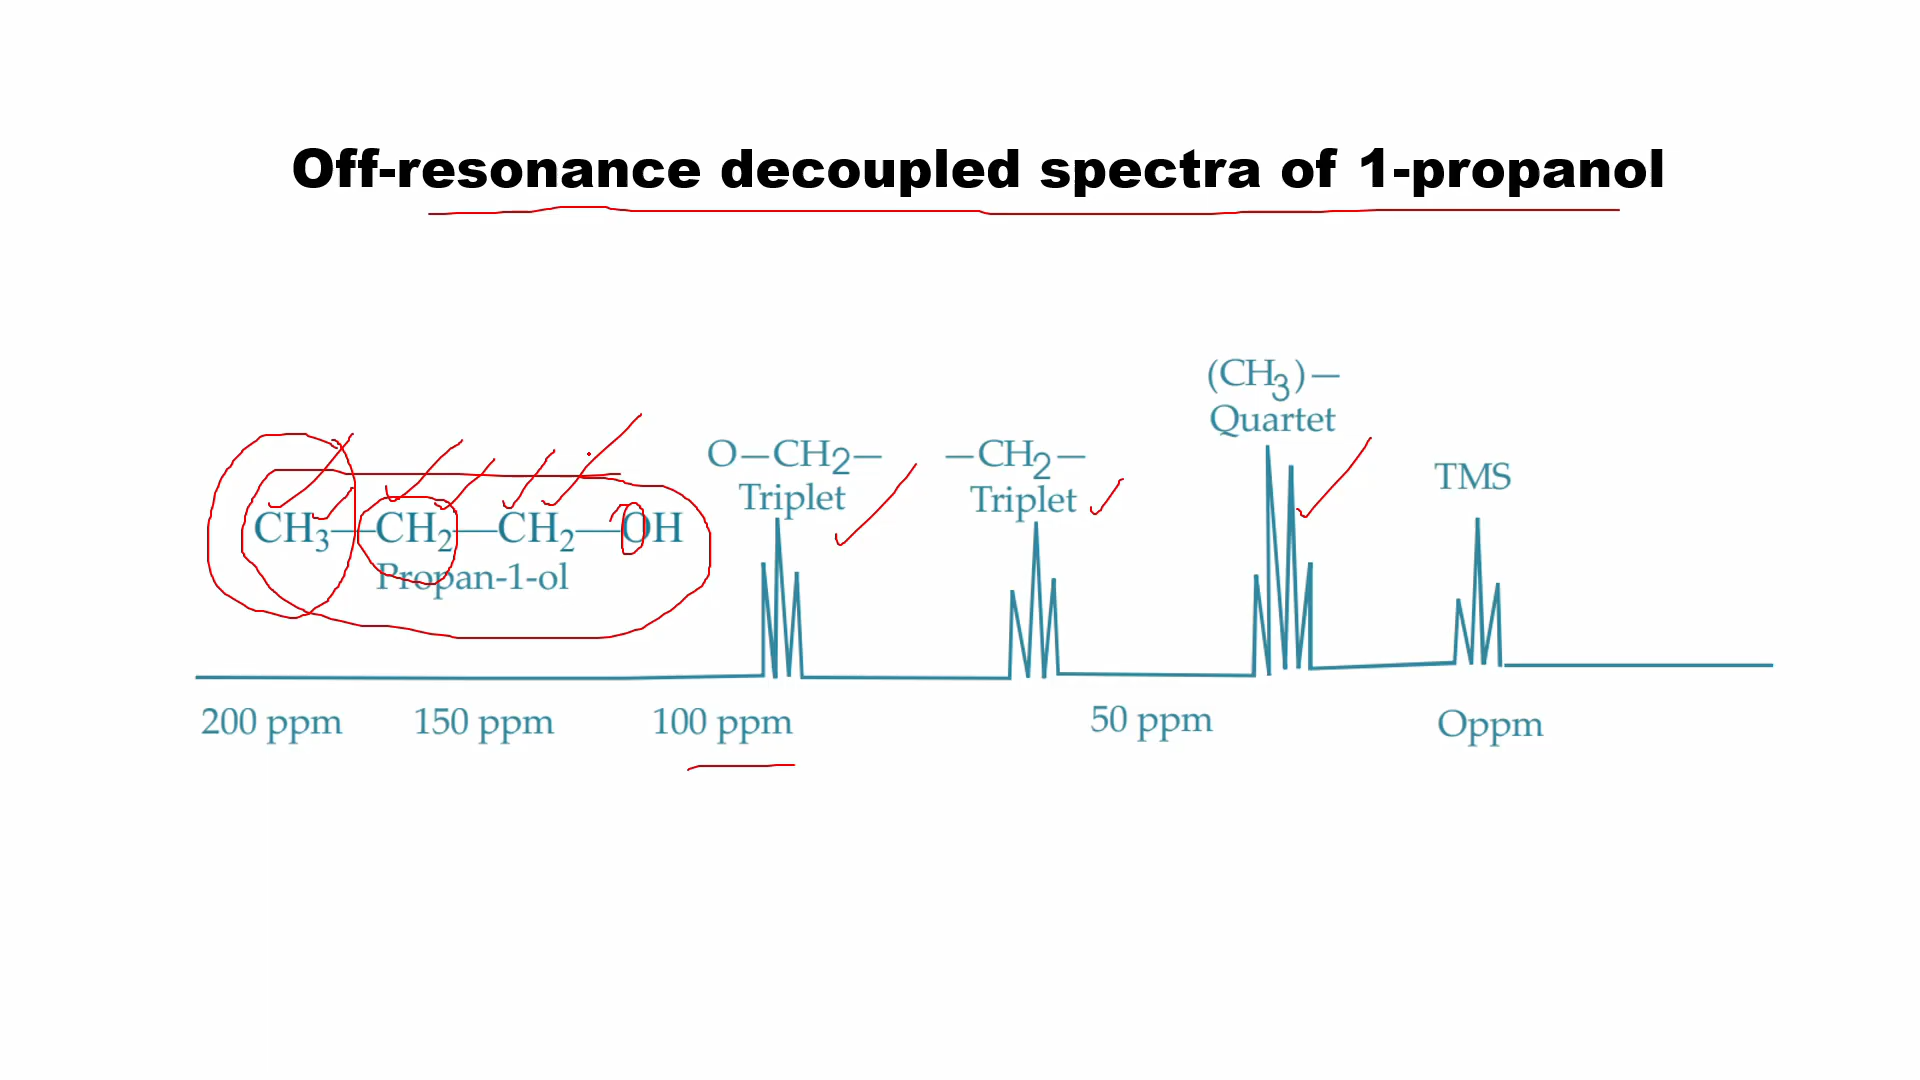 Off-resonance decoupled spectra of 1-propanol
(CH₃)—
Quartet
O—CH₂—
Triplet
—CH₂—
Triplet
TMS
CH₃—CH₂—CH₂—OH
Propan-1-ol
200 ppm 150 ppm 100 ppm 50 ppm Oppm